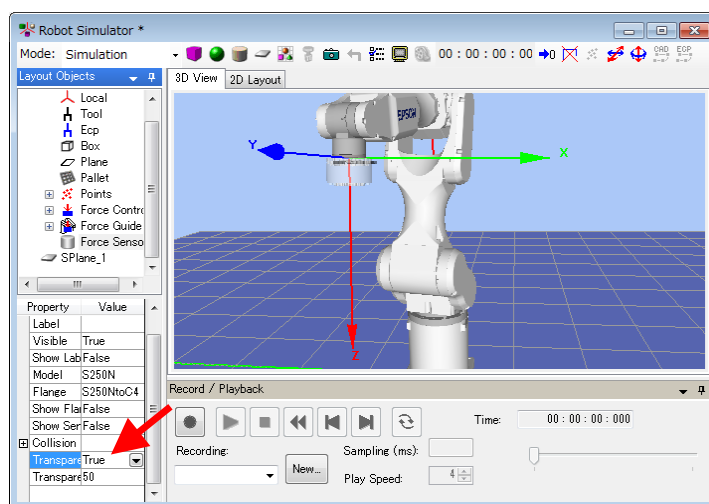 Robot Simulator *
Mode: Simulation
00 : 00 : 00 : 00
CAD
ECP
Layout Objects
3D View
2D Layout
Local
Tool
Ecp
Box
Plane
Pallet
Points
Force Contro
Force Guide
Force Senso
SPlane_1
EPSON
Y
X
Z
Property Value
Label
Visible True
Show Lab False
Model S250N
Flange S250NtoC4
Show Fla False
Show Ser False
Collision
Transpare True
Transpare 50
Record / Playback
Time: 00 : 00 : 00 : 000
Recording:
Sampling (ms):
New...
Play Speed: 4